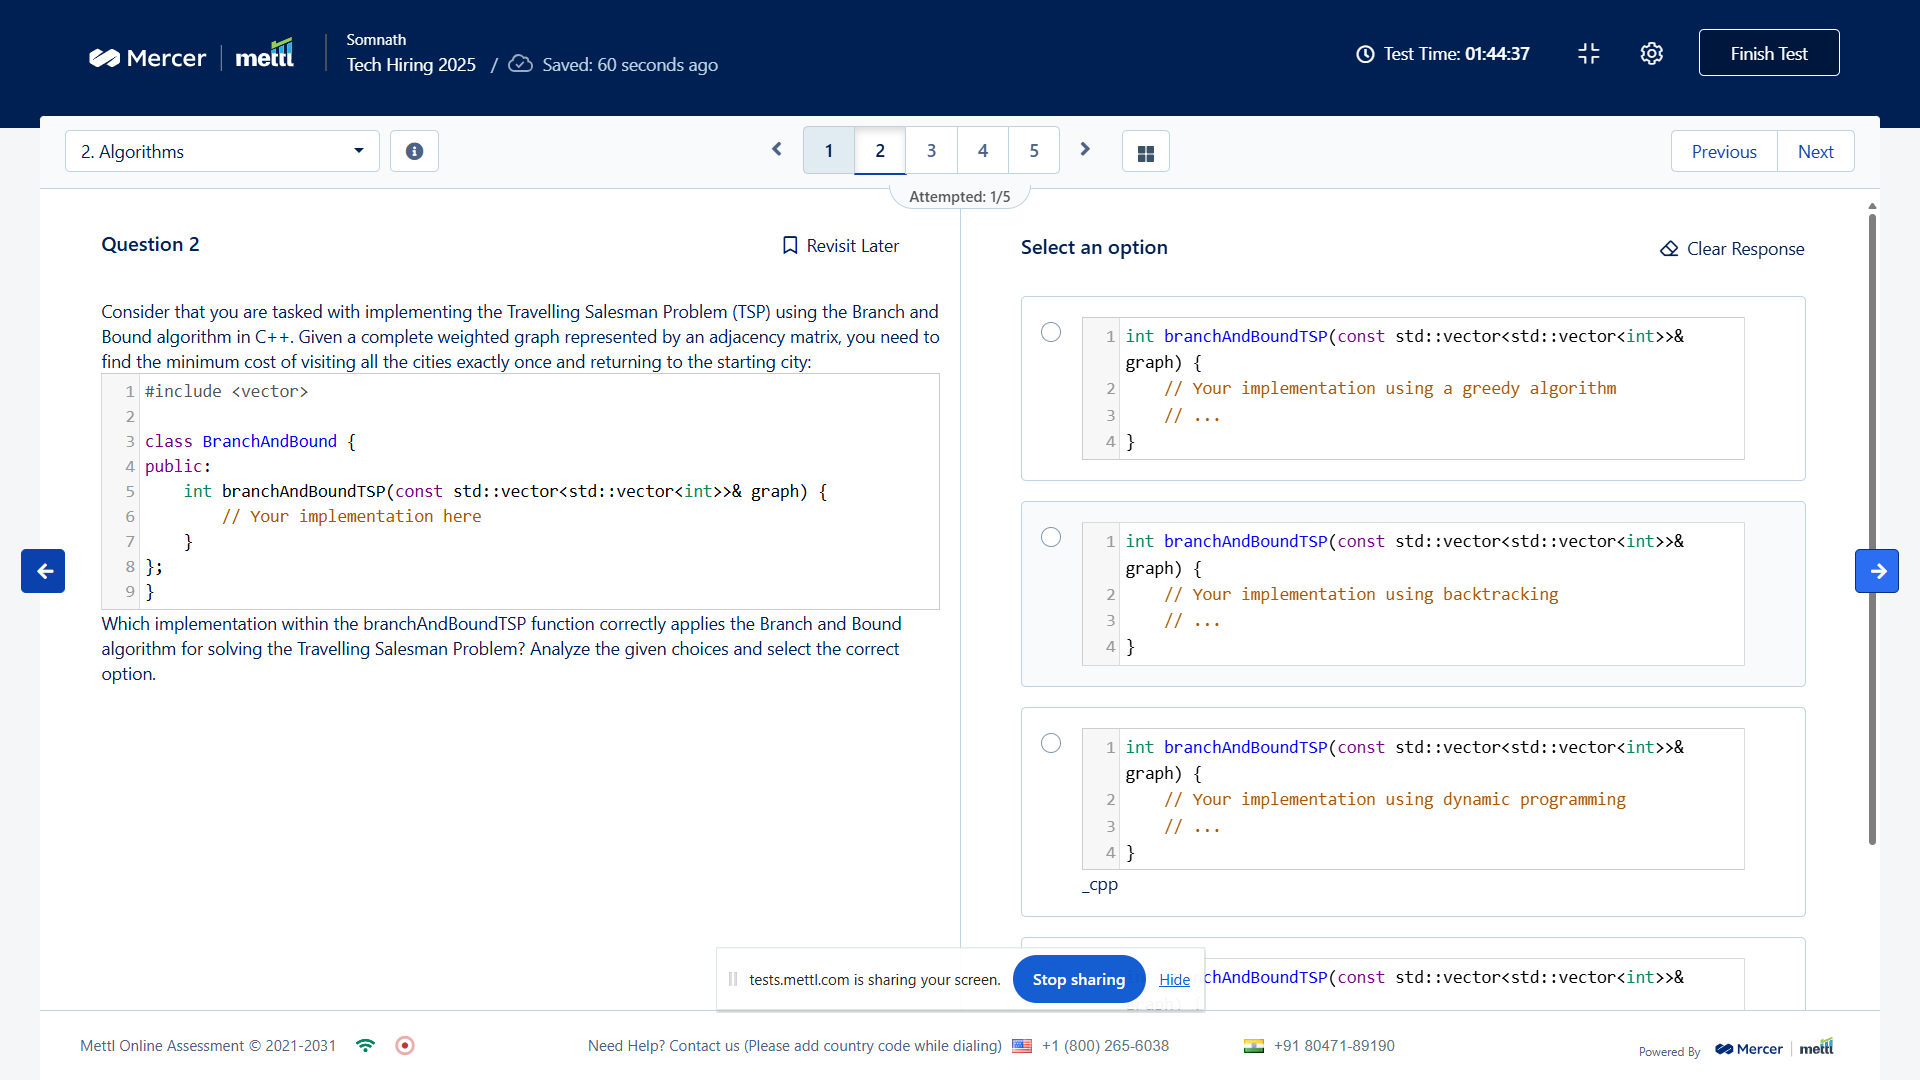 Mercer
mettl
Somnath
Tech Hiring 2025 / Saved: 60 seconds ago
Test Time: 01:44:37
Finish Test
2. Algorithms
1 2 3 4 5
Previous
Next
Attempted: 1/5
Question 2
Revisit Later
Consider that you are tasked with implementing the Travelling Salesman Problem (TSP) using the Branch and
Bound algorithm in C++. Given a complete weighted graph represented by an adjacency matrix, you need to
find the minimum cost of visiting all the cities exactly once and returning to the starting city:
1 #include <vector>
2
3 class BranchAndBound {
4 public:
5     int branchAndBoundTSP(const std::vector<std::vector<int>>& graph) {
6         // Your implementation here
7     }
8 };
9 }
Which implementation within the branchAndBoundTSP function correctly applies the Branch and Bound
algorithm for solving the Travelling Salesman Problem? Analyze the given choices and select the correct
option.
Select an option
Clear Response
1 int branchAndBoundTSP(const std::vector<std::vector<int>>&
graph) {
2     // Your implementation using a greedy algorithm
3     // ...
4 }
1 int branchAndBoundTSP(const std::vector<std::vector<int>>&
graph) {
2     // Your implementation using backtracking
3     // ...
4 }
1 int branchAndBoundTSP(const std::vector<std::vector<int>>&
graph) {
2     // Your implementation using dynamic programming
3     // ...
4 }
_cpp
chAndBoundTSP(const std::vector<std::vector<int>>&
tests.mettl.com is sharing your screen.
Stop sharing
Hide
Mettl Online Assessment © 2021-2031
Need Help? Contact us (Please add country code while dialing)
+1 (800) 265-6038
+91 80471-89190
Powered By
Mercer
mettl